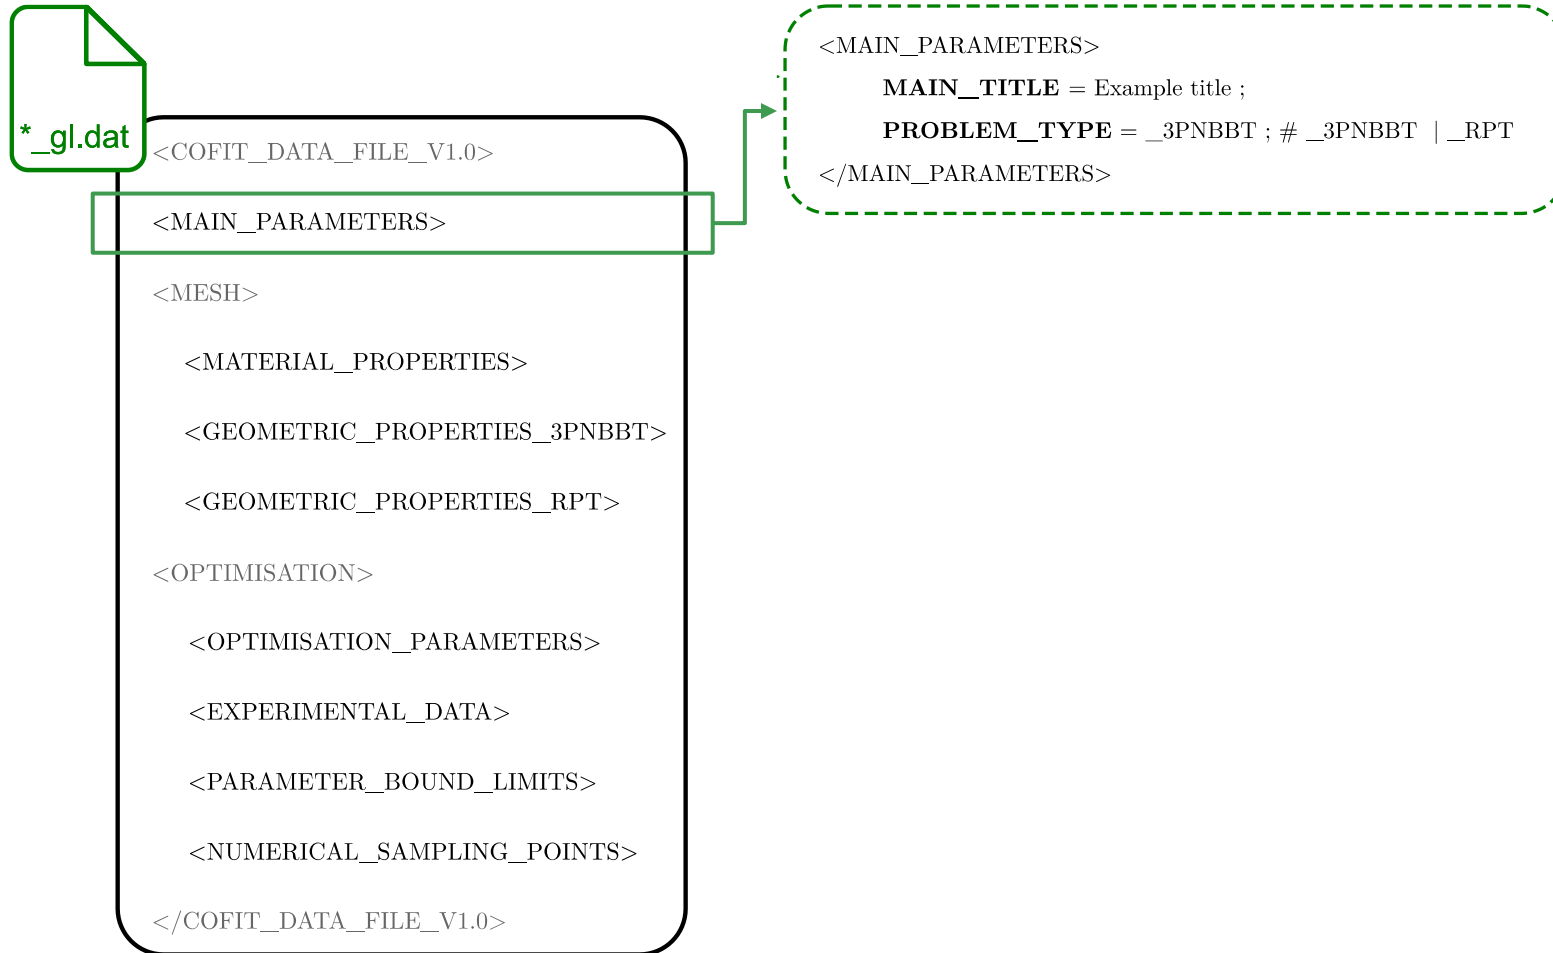 *_gl.dat
<COFIT_DATA_FILE_V1.0>
<MAIN_PARAMETERS>
<MESH>
<MATERIAL_PROPERTIES>
<GEOMETRIC_PROPERTIES_3PNBBT>
<GEOMETRIC_PROPERTIES_RPT>
<OPTIMISATION>
<OPTIMISATION_PARAMETERS>
<EXPERIMENTAL_DATA>
<PARAMETER_BOUND_LIMITS>
<NUMERICAL_SAMPLING_POINTS>
</COFIT_DATA_FILE_V1.0>
<MAIN_PARAMETERS>
MAIN_TITLE = Example title ;
PROBLEM_TYPE = _3PNBBT ; # _3PNBBT | _RPT
</MAIN_PARAMETERS>